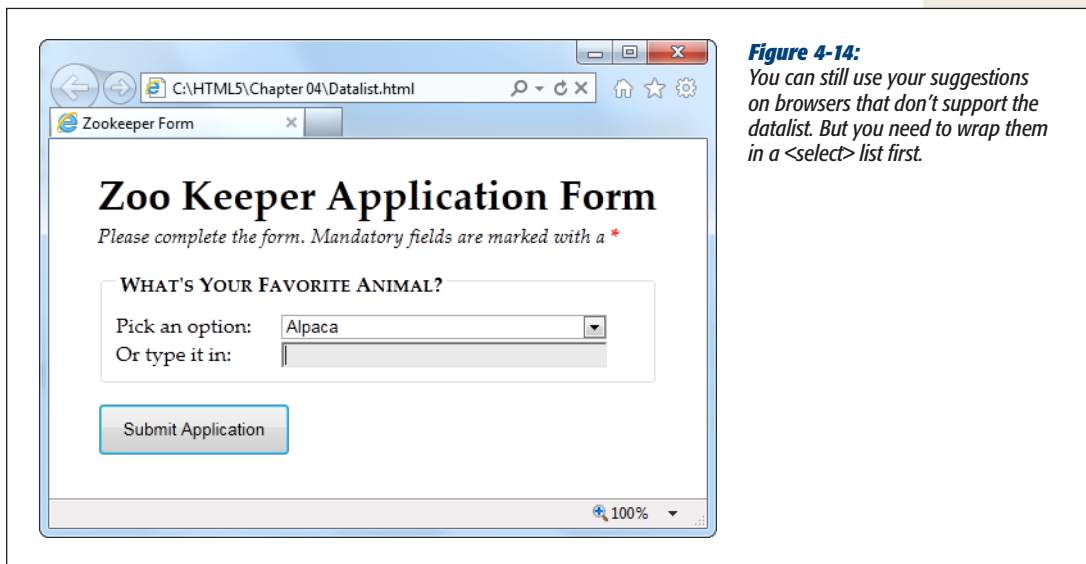 C:\HTML5\Chapter 04\Datalist.html
Zookeeper Form
Zoo Keeper Application Form
Please complete the form. Mandatory fields are marked with a *
WHAT'S YOUR FAVORITE ANIMAL?
Pick an option: Alpaca
Or type it in:
Submit Application
100%
Figure 4-14:
You can still use your suggestions
on browsers that don't support the
datalist. But you need to wrap them
in a <select> list first.